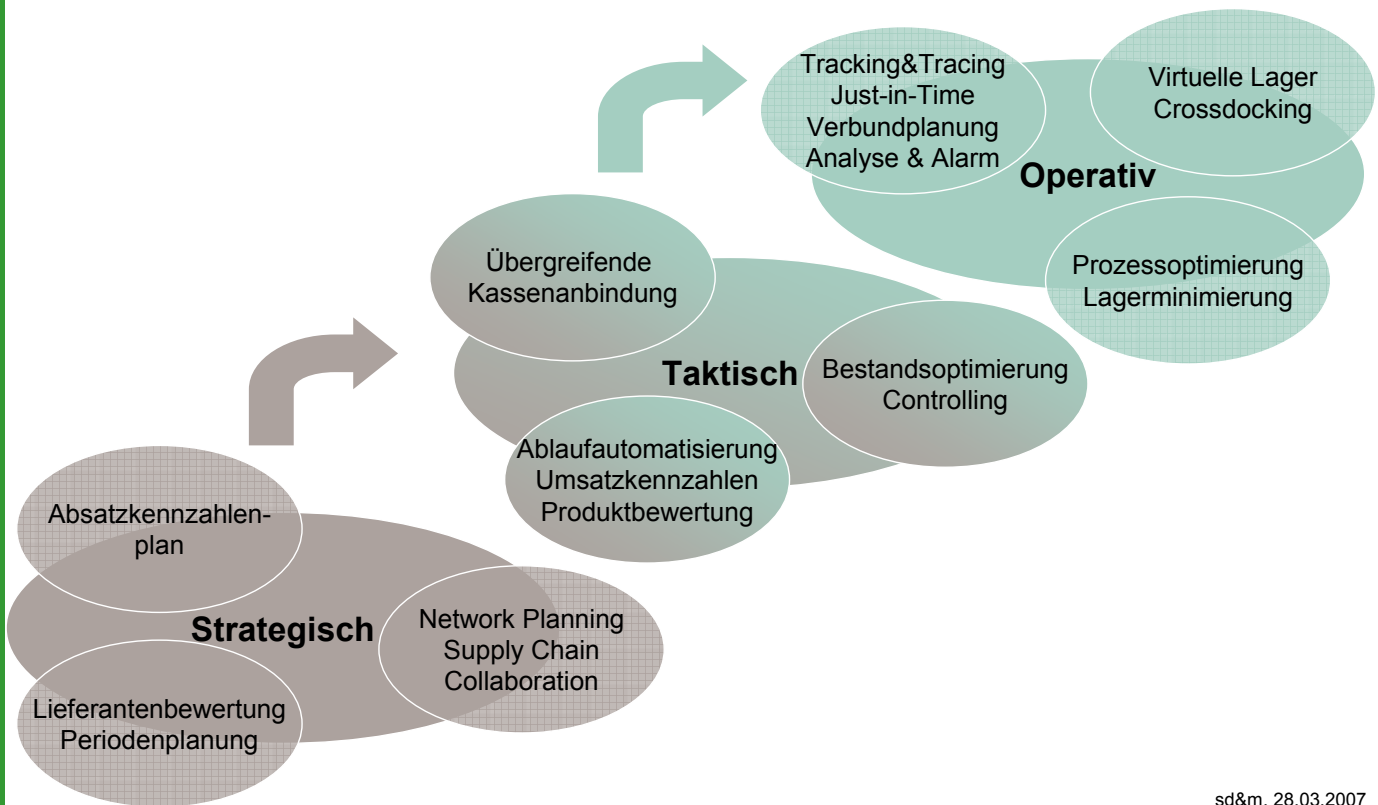 Tracking&Tracing
Just-in-Time
Verbundplanung
Analyse & Alarm
Virtuelle Lager
Crossdocking
Operativ
Prozessoptimierung
Lagerminimierung
Übergreifende
Kassenanbindung
Taktisch
Bestandsoptimierung
Controlling
Ablaufautomatisierung
Umsatzkennzahlen
Produktbewertung
Absatzkennzahlen-
plan
Strategisch
Network Planning
Supply Chain
Collaboration
Lieferantenbewertung
Periodenplanung
sd&m, 28.03.2007